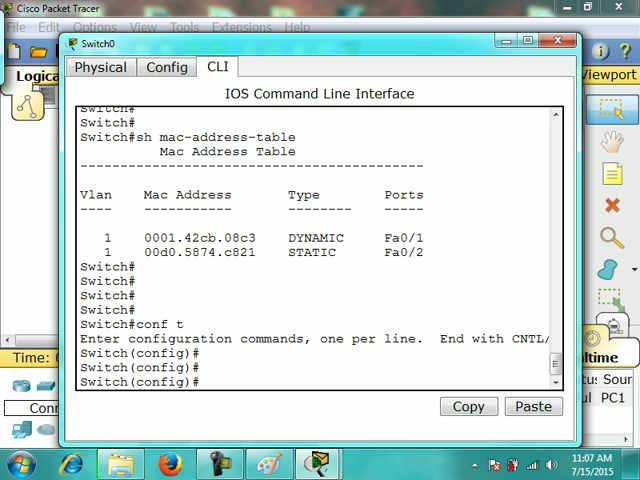 Cisco Packet Tracer
File Edit Options View Tools Extensions Help
Switch0
Logica
Viewport
Physical Config CLI
IOS Command Line Interface
Switch#
Switch#
Switch#sh mac-address-table
Mac Address Table
-------------------------------------------
Vlan Mac Address Type Ports
---- ----------- -------- -----
1 0001.42cb.08c3 DYNAMIC Fa0/1
1 00d0.5874.c821 STATIC Fa0/2
Switch#
Switch#
Switch#
Switch#
Switch#conf t
Enter configuration commands, one per line. End with CNTL/
Switch(config)#
Switch(config)#
Switch(config)#
Time:
altime
Sour
PC1
Conn
Copy Paste
11:07 AM
7/15/2015